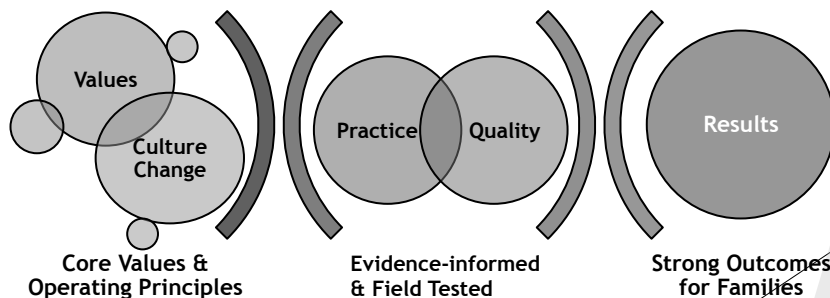 Values
Culture
Change
Practice
Quality
Results
Core Values &
Operating Principles
Evidence-informed
& Field Tested
Strong Outcomes
for Families